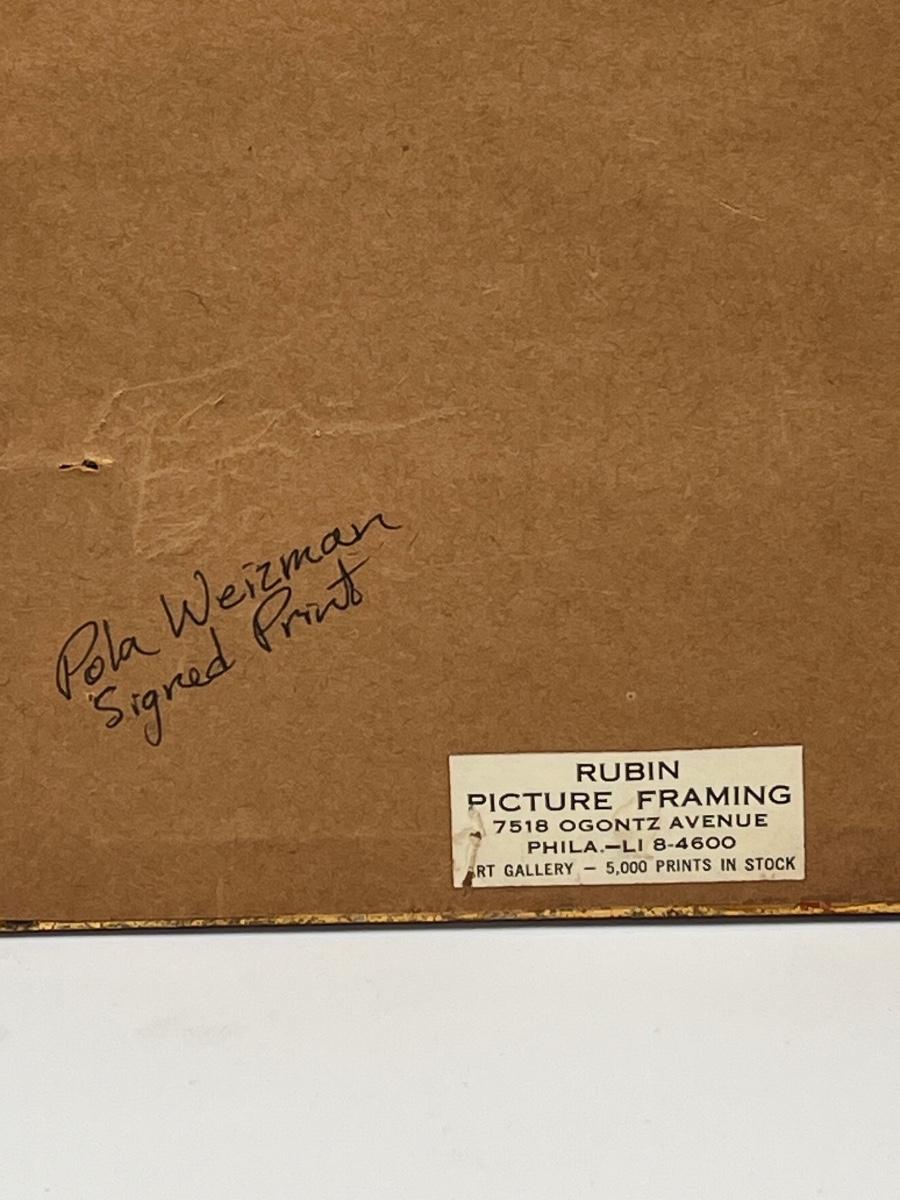 Pola Weizman
Signed Print
RUBIN
PICTURE FRAMING
7518 OGONTZ AVENUE
PHILA.—LI 8-4600
ART GALLERY — 5,000 PRINTS IN STOCK